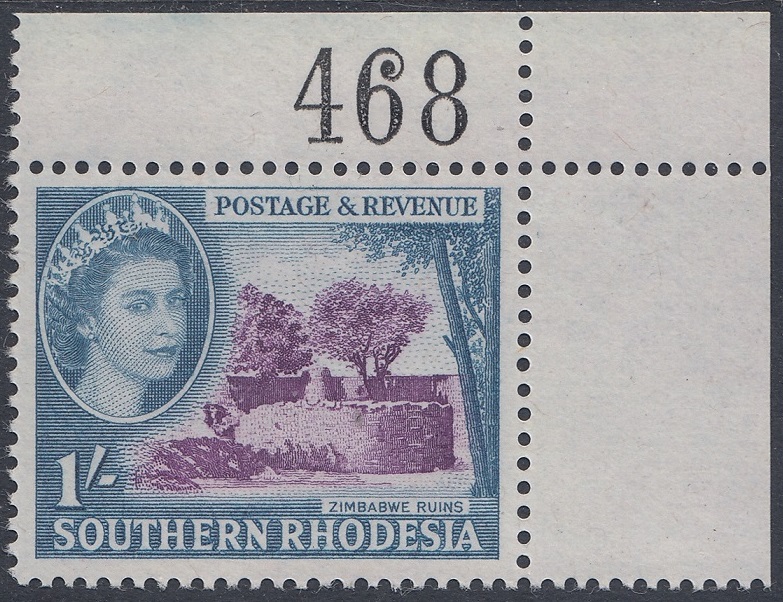 468
POSTAGE & REVENUE
1/-
ZIMBABWE RUINS
SOUTHERN RHODESIA